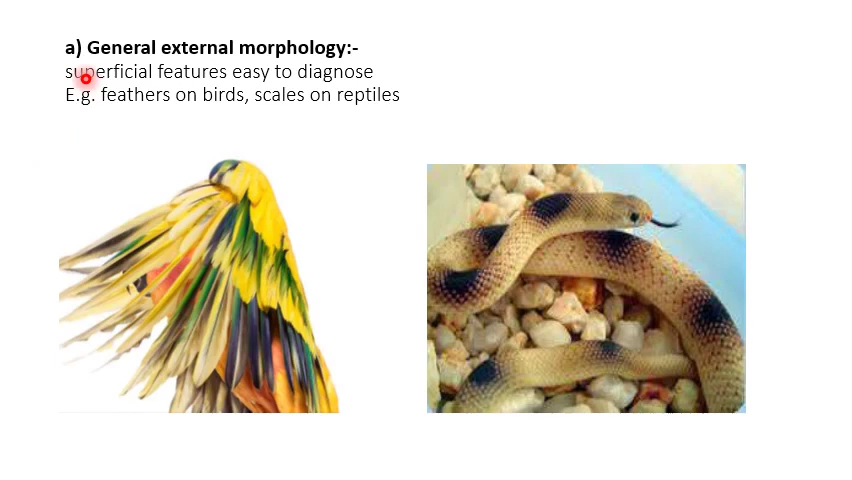 a) General external morphology:-
superficial features easy to diagnose
E.g. feathers on birds, scales on reptiles